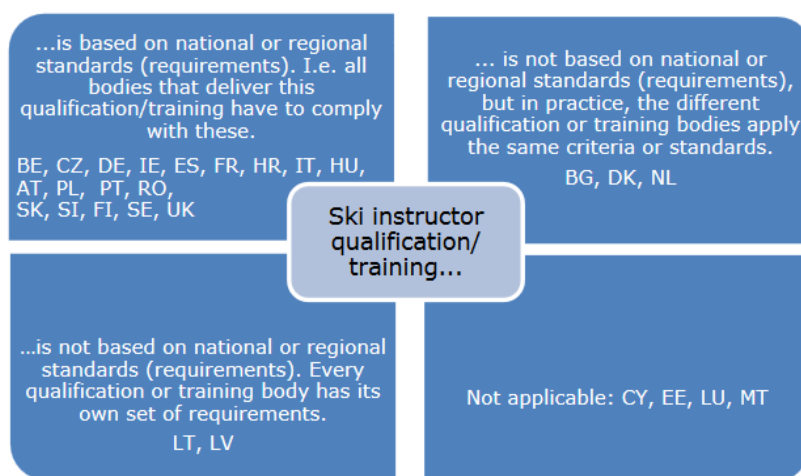 ...is based on national or regional
standards (requirements). I.e. all
bodies that deliver this
qualification/training have to comply
with these.
BE, CZ, DE, IE, ES, FR, HR, IT, HU,
AT, PL, PT, RO,
SK, SI, FI, SE, UK
... is not based on national or
regional standards (requirements),
but in practice, the different
qualification or training bodies apply
the same criteria or standards.
BG, DK, NL
Ski instructor
qualification/
training...
...is not based on national or regional
standards (requirements). Every
qualification or training body has its
own set of requirements.
LT, LV
Not applicable: CY, EE, LU, MT